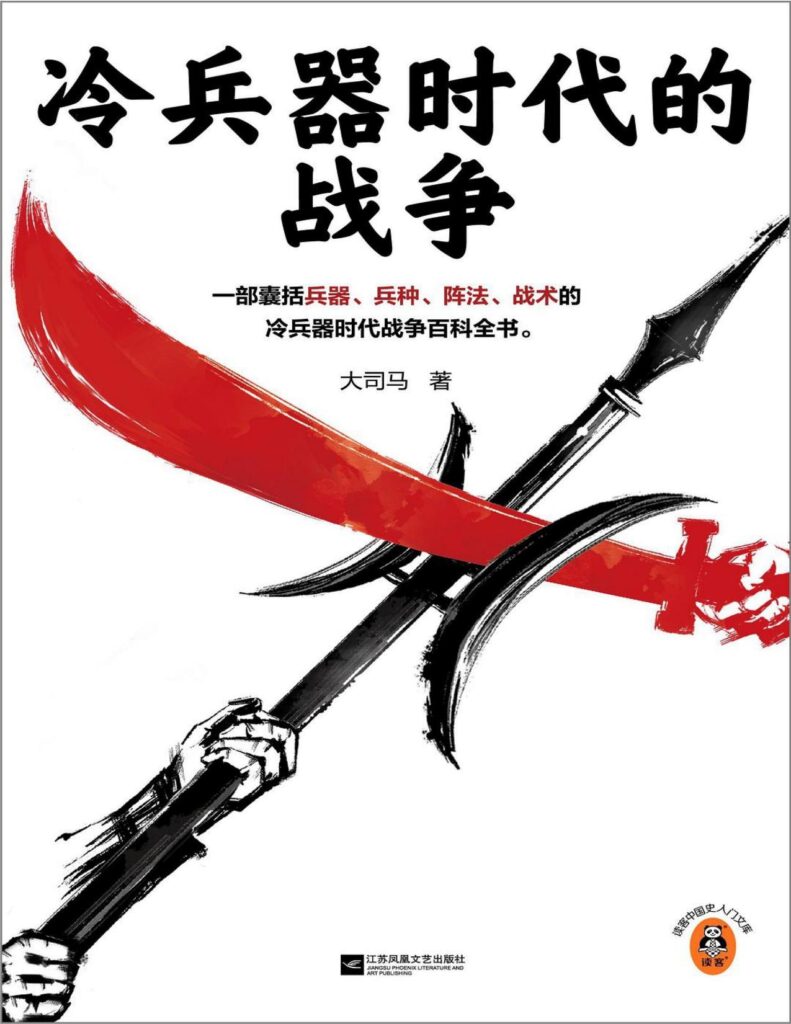 冷兵器时代的
战争
一部囊括兵器、兵种、阵法、战术的
冷兵器时代战争百科全书。
大司马 著
读客中国史入门文库
读客
江苏凤凰文艺出版社
JIANGSU PHOENIX LITERATURE AND
ART PUBLISHING